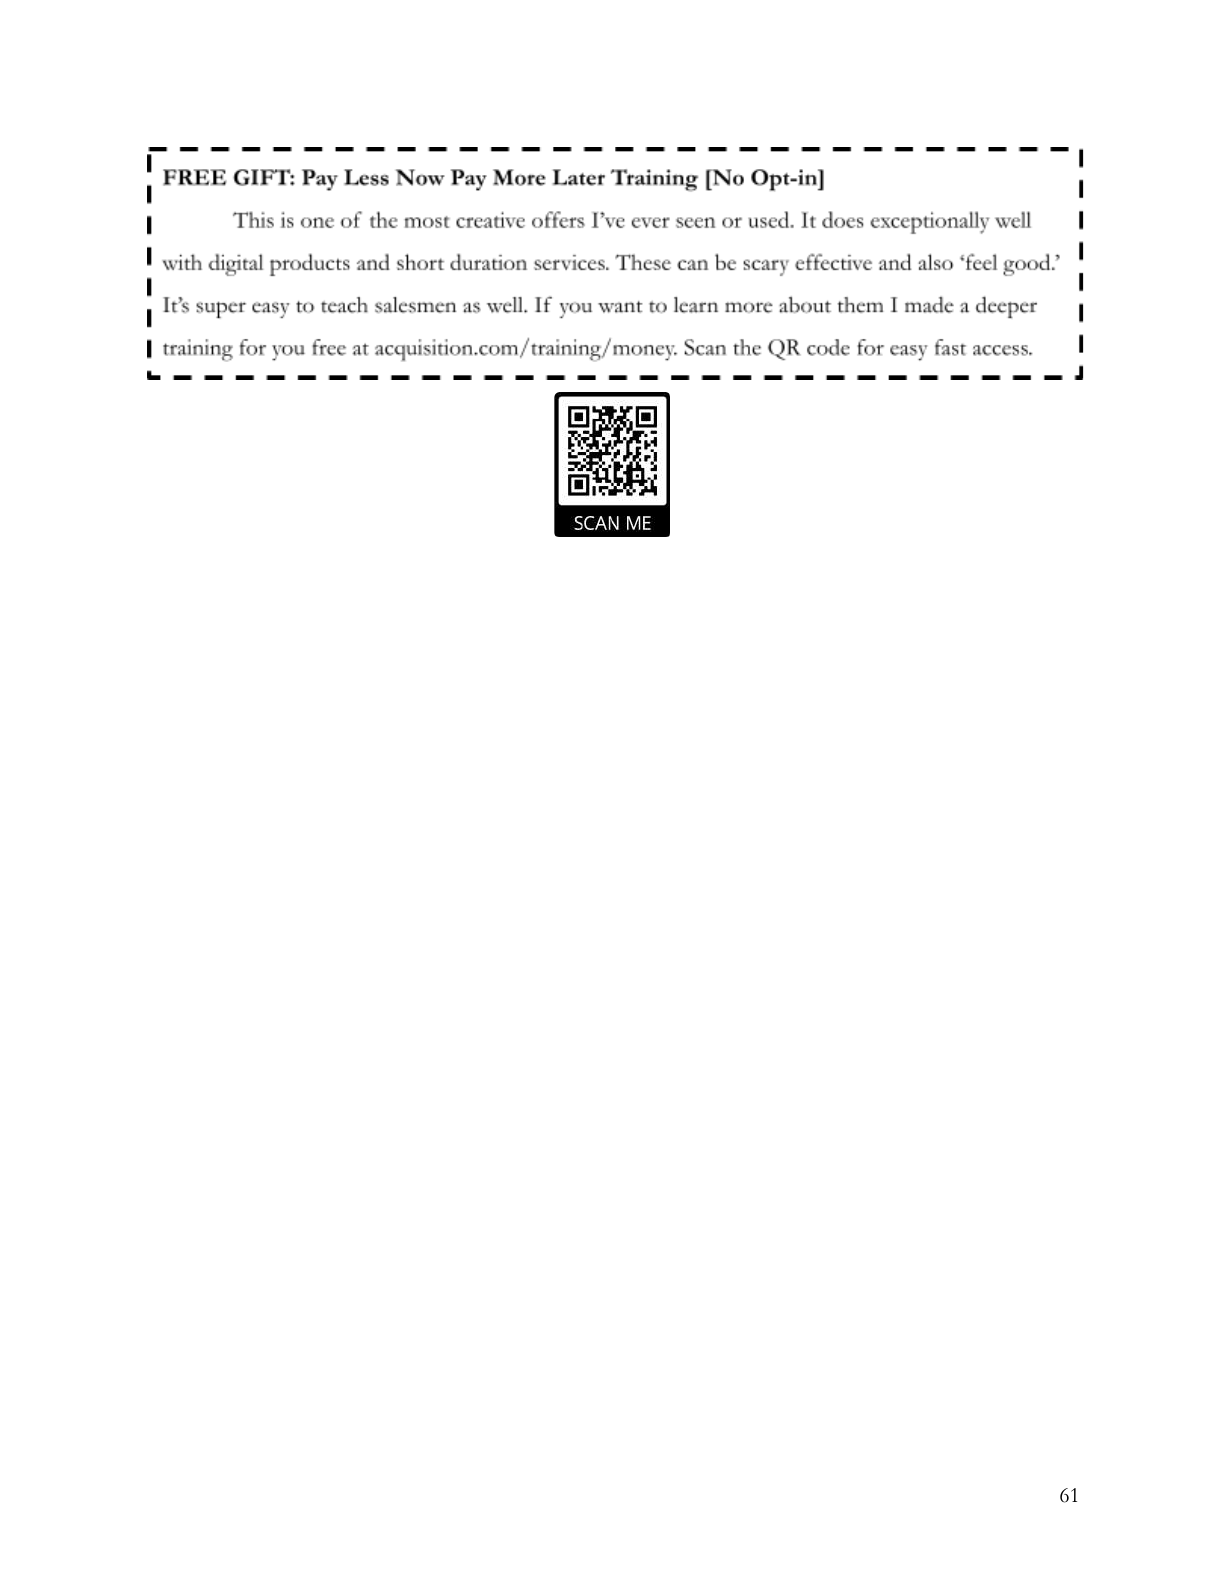 FREE GIFT: Pay Less Now Pay More Later Training [No Opt-in]
This is one of the most creative offers I’ve ever seen or used. It does exceptionally well
with digital products and short duration services. These can be scary effective and also ‘feel good.’
It’s super easy to teach salesmen as well. If you want to learn more about them I made a deeper
training for you free at acquisition.com/training/money. Scan the QR code for easy fast access.
SCAN ME
61